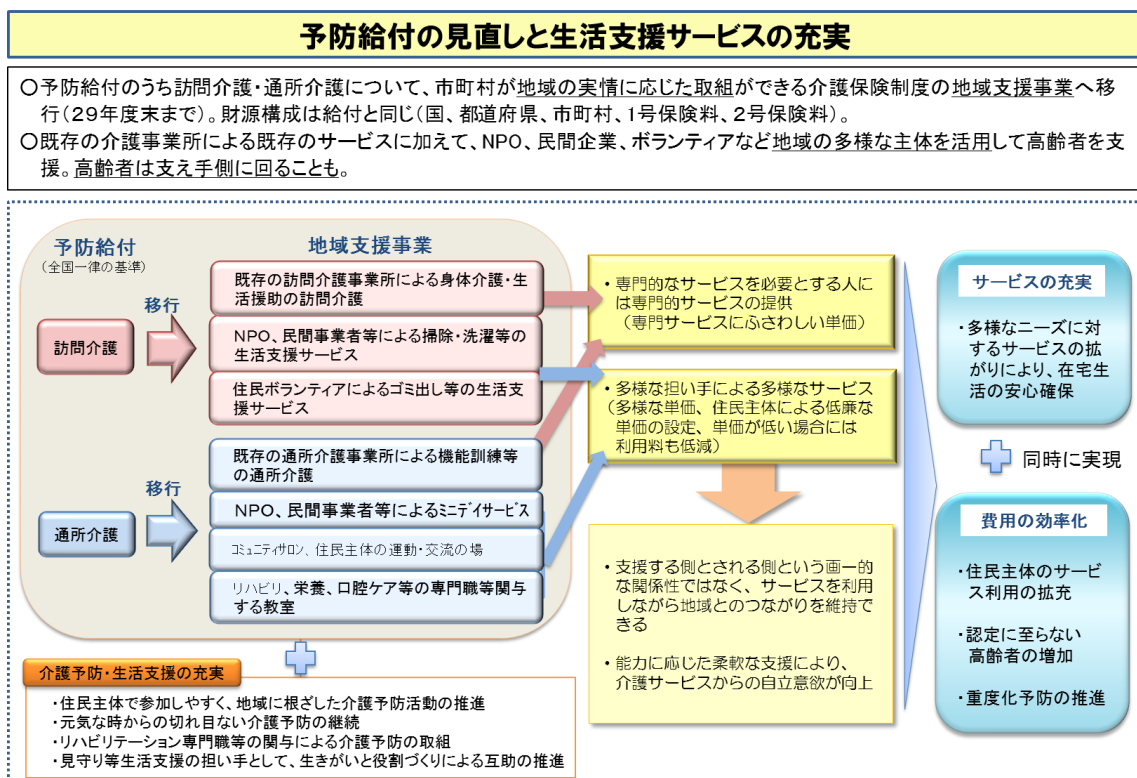 予防給付の見直しと生活支援サービスの充実
○予防給付のうち訪問介護・通所介護について、市町村が地域の実情に応じた取組ができる介護保険制度の地域支援事業へ移
行(29年度末まで)。財源構成は給付と同じ(国、都道府県、市町村、1号保険料、2号保険料)。
○既存の介護事業所による既存のサービスに加えて、NPO、民間企業、ボランティアなど地域の多様な主体を活用して高齢者を支
援。高齢者は支え手側に回ることも。
予防給付
(全国一律の基準)
地域支援事業
移行
訪問介護
既存の訪問介護事業所による身体介護・生
活援助の訪問介護
NPO、民間事業者等による掃除・洗濯等の
生活支援サービス
住民ボランティアによるゴミ出し等の生活支
援サービス
移行
通所介護
既存の通所介護事業所による機能訓練等
の通所介護
NPO、民間事業者等によるミニデイサービス
コミュニティサロン、住民主体の運動・交流の場
リハビリ、栄養、口腔ケア等の専門職等関与
する教室
介護予防・生活支援の充実
・住民主体で参加しやすく、地域に根ざした介護予防活動の推進
・元気な時からの切れ目ない介護予防の継続
・リハビリテーション専門職等の関与による介護予防の取組
・見守り等生活支援の担い手として、生きがいと役割づくりによる互助の推進
・専門的なサービスを必要とする人に
は専門的サービスの提供
(専門サービスにふさわしい単価)
・多様な担い手による多様なサービス
(多様な単価、住民主体による低廉な
単価の設定、単価が低い場合には
利用料も低減)
・支援する側とされる側という画一的
な関係性ではなく、サービスを利用
しながら地域とのつながりを維持で
きる
・能力に応じた柔軟な支援により、
介護サービスからの自立意欲が向上
サービスの充実
・多様なニーズに対
するサービスの拡
がりにより、在宅生
活の安心確保
同時に実現
費用の効率化
・住民主体のサービ
ス利用の拡充
・認定に至らない
高齢者の増加
・重度化予防の推進